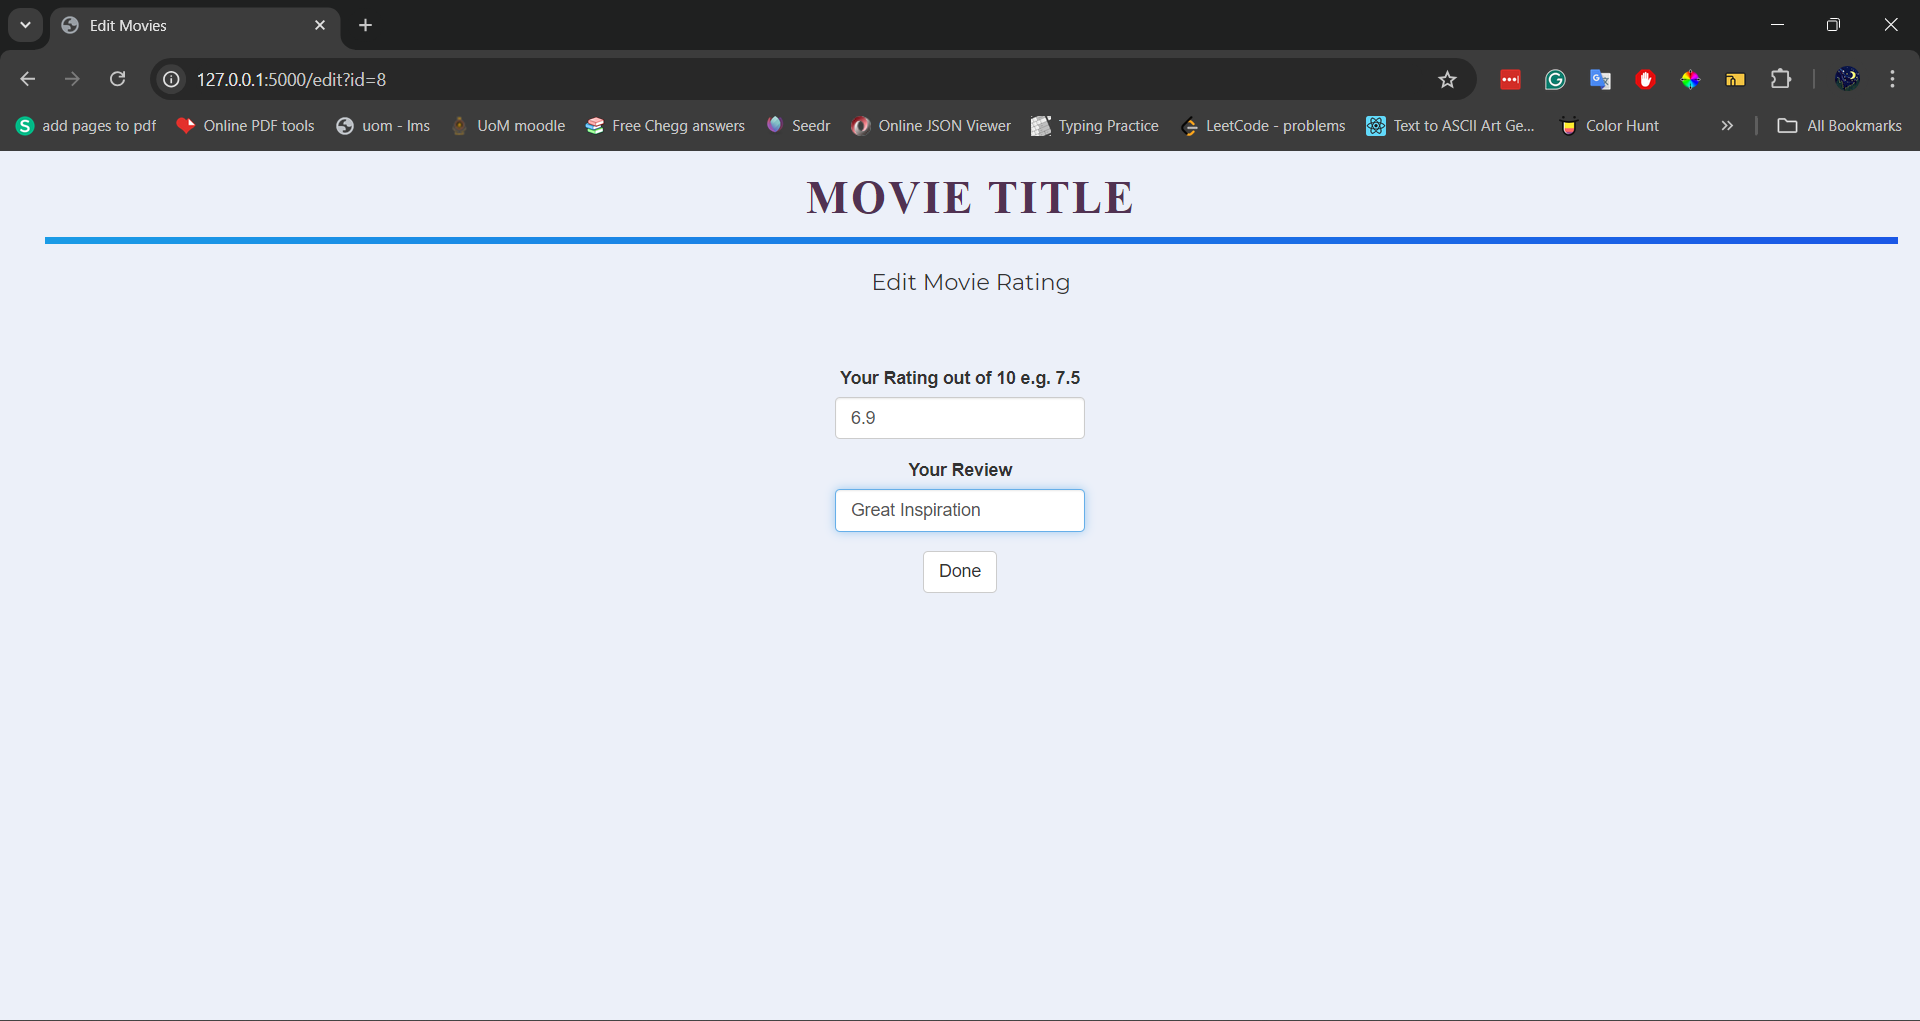 Edit Movies
127.0.0.1:5000/edit?id=8
add pages to pdf Online PDF tools uom - lms UoM moodle Free Chegg answers Seedr Online JSON Viewer Typing Practice LeetCode - problems Text to ASCII Art Ge... Color Hunt » All Bookmarks
MOVIE TITLE
Edit Movie Rating
Your Rating out of 10 e.g. 7.5
6.9
Your Review
Great Inspiration
Done